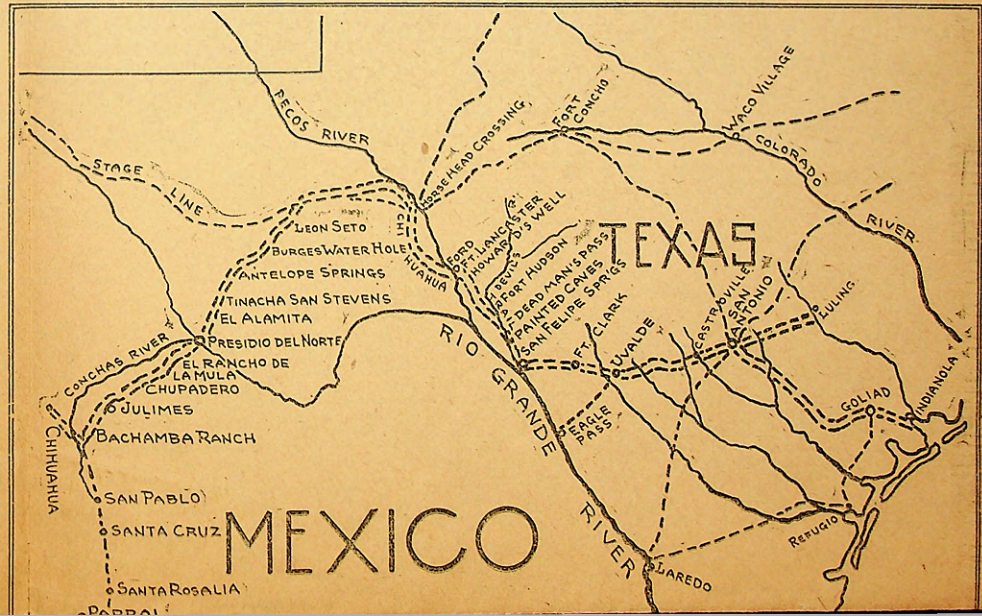 PECOS RIVER
STAGE LINE
HORSE HEAD CROSSING
FORT CONCHO
WACO VILLAGE
COLORADO RIVER
TEXAS
LEON SETO
BURGES WATER HOLE
ANTELOPE SPRINGS
TINACHA SAN STEVENS
EL ALAMITA
PRESIDIO DEL NORTE
EL RANCHO DE
LA MULA
CHUPADERO
CONCHAS RIVER
JULIMES
BACHAMBA RANCH
CHIHUAHUA
SAN PABLO
SANTA CRUZ
SANTA ROSALIA
PARRAL
CHIHUAHUA
FORD
FT. LANCASTER
HOWARD'S WELL
DEVILS R
FORT HUDSON
DEAD MAN'S PASS
PAINTED CAVES
SAN FELIPE SPRGS
FT. CLARK
UVALDE
CASTROVILLE
SAN
ANTONIO
LULING
INDIANOLA
GOLIAD
REFUGIO
EAGLE
PASS
LAREDO
RIO GRANDE RIVER
MEXICO